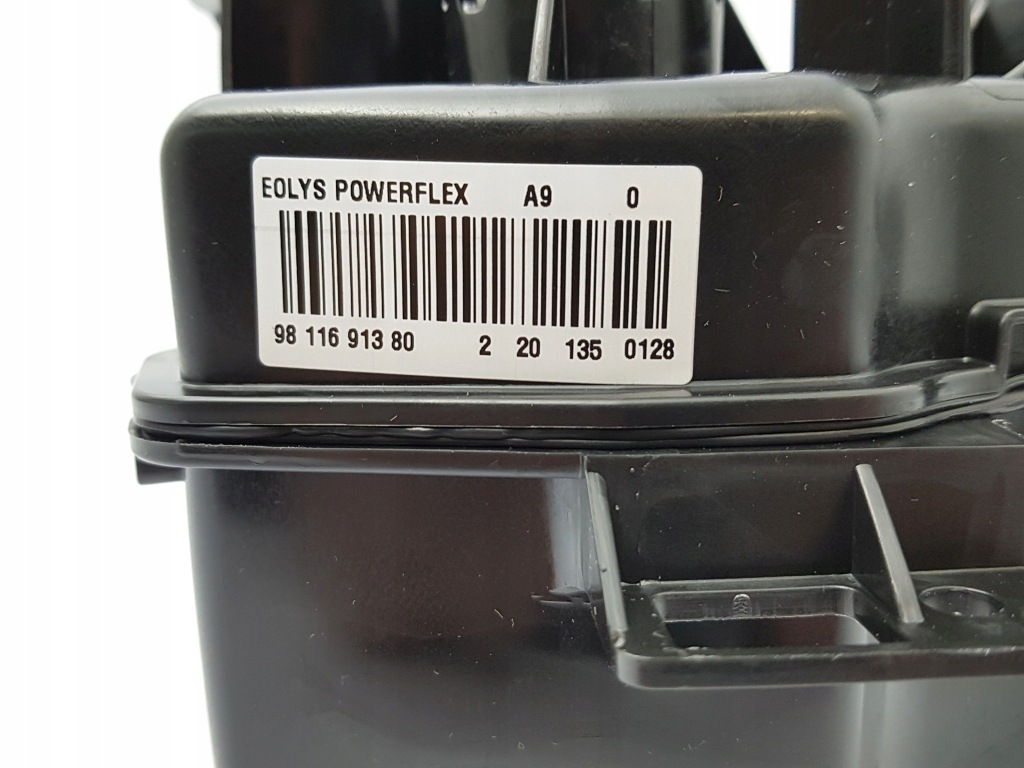 EOLYS POWERFLEX A9 0
98 116 913 80 2 20 135 0128